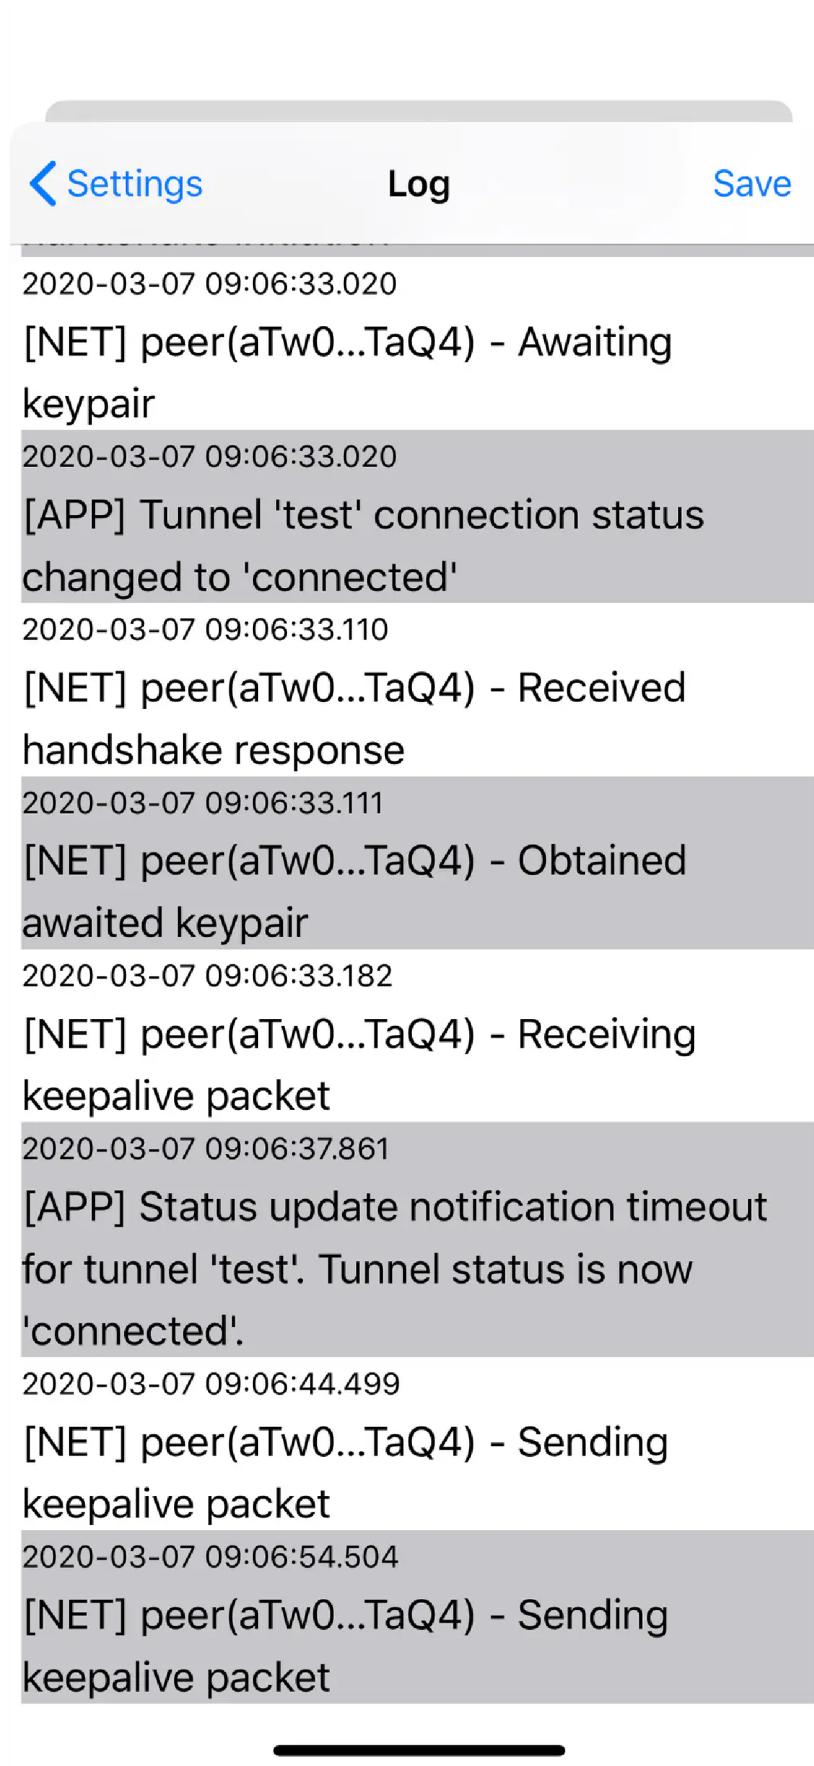 Settings
Log
Save
2020-03-07 09:06:33.020
[NET] peer(aTw0...TaQ4) - Awaiting
keypair
2020-03-07 09:06:33.020
[APP] Tunnel 'test' connection status
changed to 'connected'
2020-03-07 09:06:33.110
[NET] peer(aTw0...TaQ4) - Received
handshake response
2020-03-07 09:06:33.111
[NET] peer(aTw0...TaQ4) - Obtained
awaited keypair
2020-03-07 09:06:33.182
[NET] peer(aTw0...TaQ4) - Receiving
keepalive packet
2020-03-07 09:06:37.861
[APP] Status update notification timeout
for tunnel 'test'. Tunnel status is now
'connected'.
2020-03-07 09:06:44.499
[NET] peer(aTw0...TaQ4) - Sending
keepalive packet
2020-03-07 09:06:54.504
[NET] peer(aTw0...TaQ4) - Sending
keepalive packet